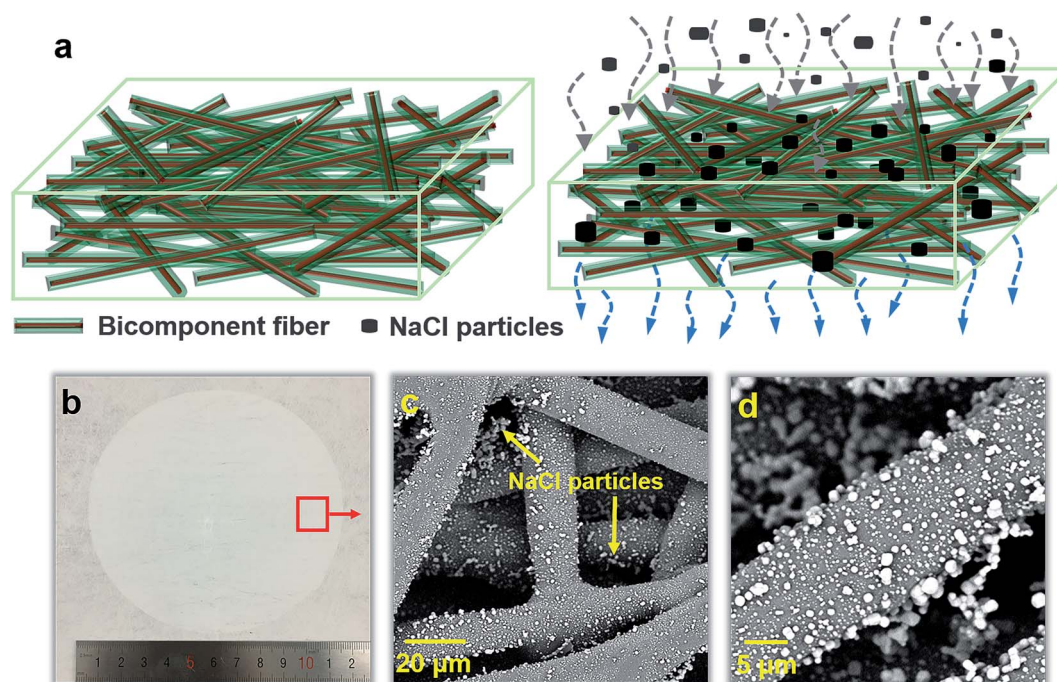 a
Bicomponent fiber
NaCl particles
b
1 2 3 4 5 6 7 8 9 10 1 2
c
NaCl particles
20 μm
d
5 μm